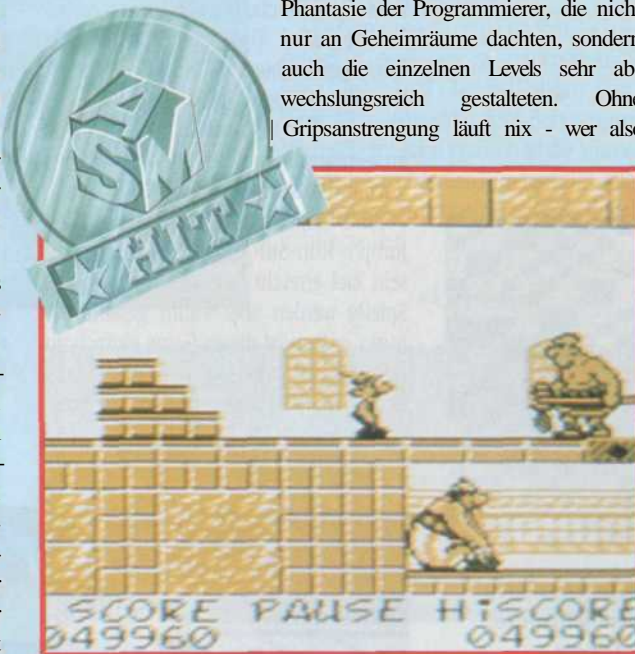 Phantasie der Programmierer, die nich
nur an Geheimräume dachten, sondern
auch die einzelnen Levels sehr ab
wechslungsreich gestalteten. Ohne
Gripsanstrengung läuft nix - wer also
ASM
HIT
SCORE PAUSE HISCORE
049960 049960